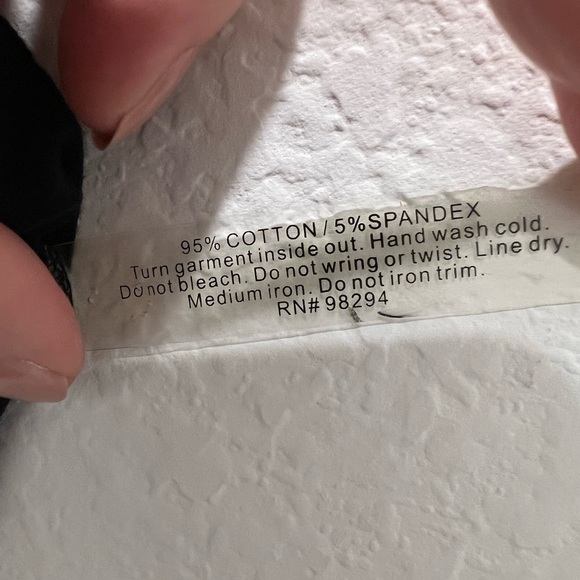 95% COTTON / 5%SPANDEX
Turn garment inside out. Hand wash cold.
Do not bleach. Do not wring or twist. Line dry.
Medium iron. Do not iron trim.
RN# 98294